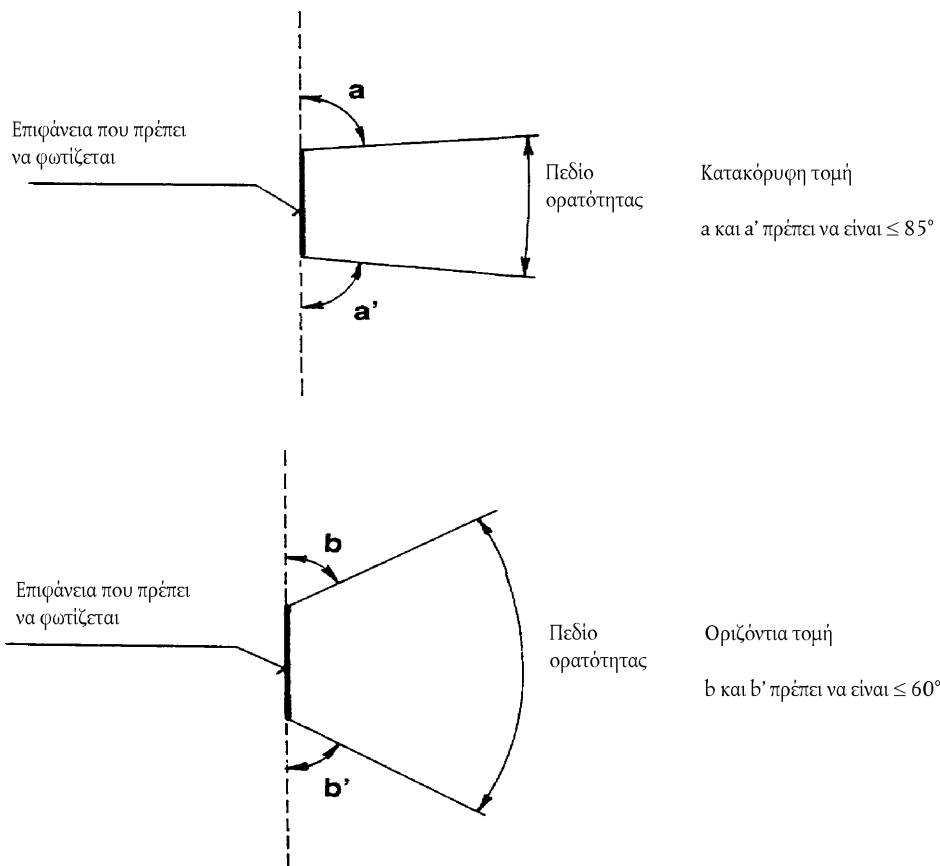 a
Επιφάνεια που πρέπει
να φωτίζεται
Πεδίο
ορατότητας
Κατακόρυφη τομή
a και a’ πρέπει να είναι ≤ 85°
a’
b
Επιφάνεια που πρέπει
να φωτίζεται
Πεδίο
ορατότητας
Οριζόντια τομή
b και b’ πρέπει να είναι ≤ 60°
b’